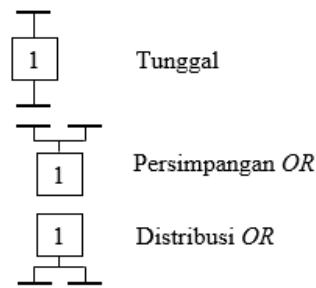 1 Tunggal
1 Persimpangan OR
1 Distribusi OR